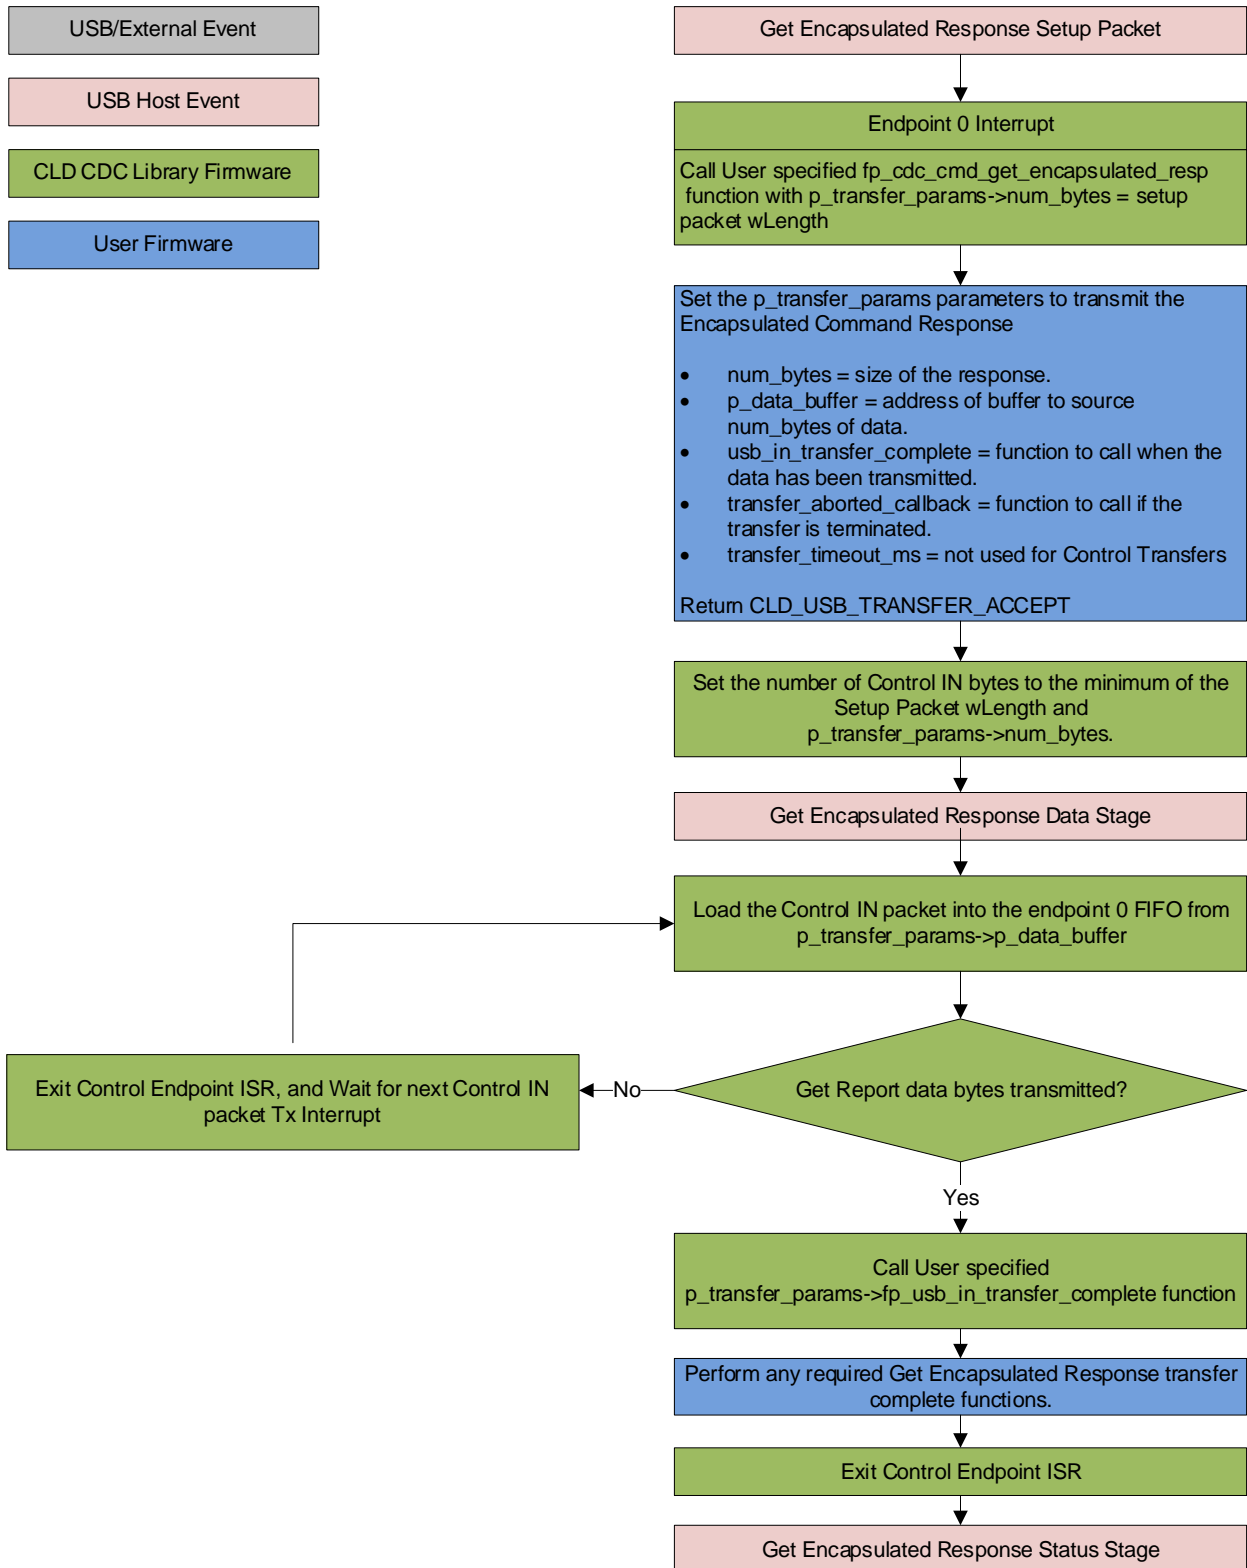 USB/External Event
USB Host Event
CLD CDC Library Firmware
User Firmware
Get Encapsulated Response Setup Packet
Endpoint 0 Interrupt
Call User specified fp_cdc_cmd_get_encapsulated_resp
function with p_transfer_params->num_bytes = setup
packet wLength
Set the p_transfer_params parameters to transmit the
Encapsulated Command Response
• num_bytes = size of the response.
• p_data_buffer = address of buffer to source
num_bytes of data.
• usb_in_transfer_complete = function to call when the
data has been transmitted.
• transfer_aborted_callback = function to call if the
transfer is terminated.
• transfer_timeout_ms = not used for Control Transfers
Return CLD_USB_TRANSFER_ACCEPT
Set the number of Control IN bytes to the minimum of the
Setup Packet wLength and
p_transfer_params->num_bytes.
Get Encapsulated Response Data Stage
Load the Control IN packet into the endpoint 0 FIFO from
p_transfer_params->p_data_buffer
Exit Control Endpoint ISR, and Wait for next Control IN
packet Tx Interrupt
No
Get Report data bytes transmitted?
Yes
Call User specified
p_transfer_params->fp_usb_in_transfer_complete function
Perform any required Get Encapsulated Response transfer
complete functions.
Exit Control Endpoint ISR
Get Encapsulated Response Status Stage